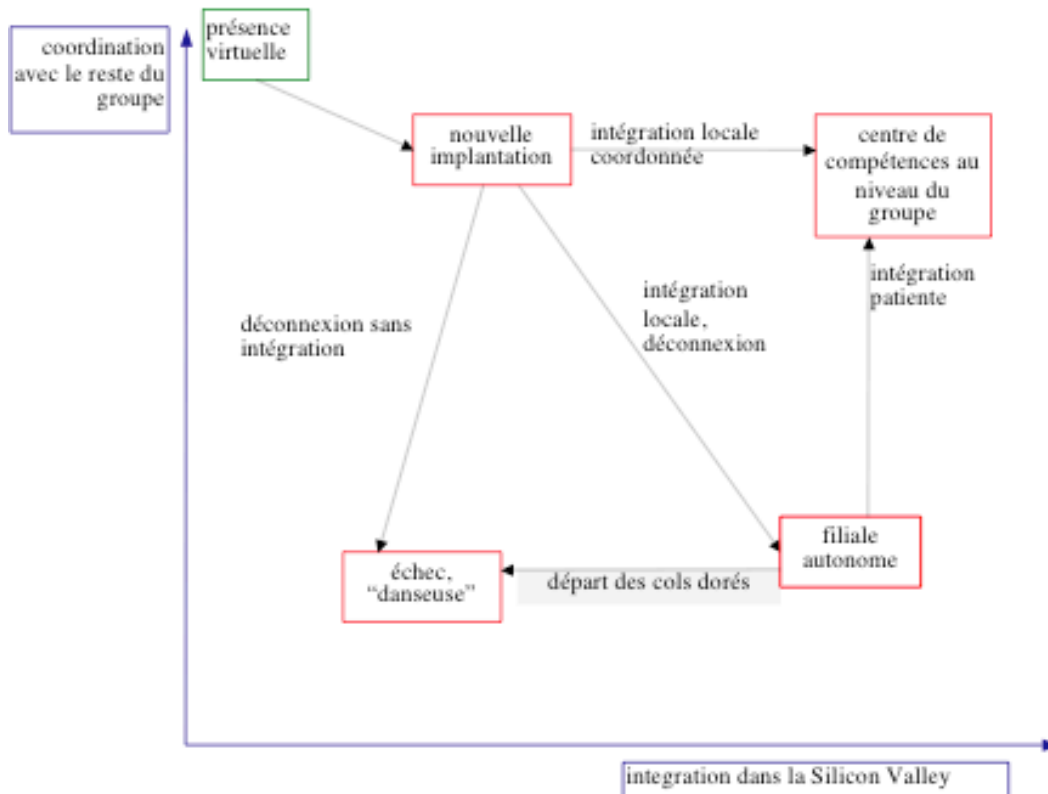 coordination
avec le reste du
groupe
présence
virtuelle
nouvelle
implantation
intégration locale
coordonnée
centre de
compétences au
niveau du
groupe
déconnexion sans
intégration
intégration
locale,
déconnexion
intégration
patiente
échec,
“danseuse”
départ des cols dorés
filiale
autonome
integration dans la Silicon Valley